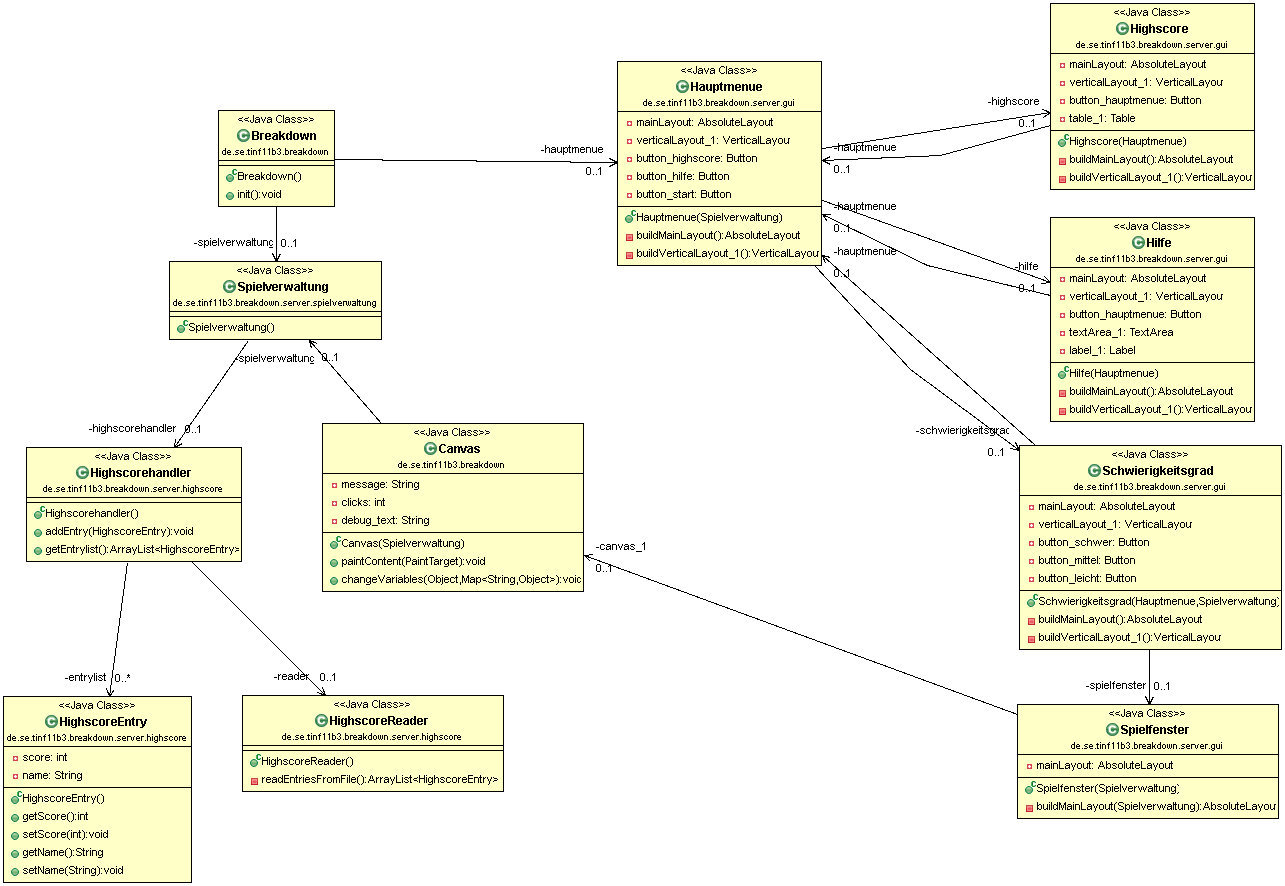 <<Java Class>>
Breakdown
de.se.tinf11b3.breakdown
Breakdown()
init():void
-hauptmenue
0..1
-spielverwaltung
0..1
<<Java Class>>
Spielverwaltung
de.se.tinf11b3.breakdown.server.spielverwaltung
Spielverwaltung()
-spielverwaltung
0..1
-highscorehandler
0..1
<<Java Class>>
Highscorehandler
de.se.tinf11b3.breakdown.server.highscore
Highscorehandler()
addEntry(HighscoreEntry):void
getEntrylist():ArrayList<HighscoreEntry>
-entrylist
0..*
-reader
0..1
<<Java Class>>
HighscoreEntry
de.se.tinf11b3.breakdown.server.highscore
score: int
name: String
HighscoreEntry()
getScore():int
setScore(int):void
getName():String
setName(String):void
<<Java Class>>
HighscoreReader
de.se.tinf11b3.breakdown.server.highscore
HighscoreReader()
readEntriesFromFile():ArrayList<HighscoreEntry>
<<Java Class>>
Canvas
de.se.tinf11b3.breakdown
message: String
clicks: int
debug_text: String
Canvas(Spielverwaltung)
paintContent(PaintTarget):void
changeVariables(Object,Map<String,Object>):voic
-canvas_1
0..1
<<Java Class>>
Hauptmenue
de.se.tinf11b3.breakdown.server.gui
mainLayout: AbsoluteLayout
verticalLayout_1: VerticalLayou
button_highscore: Button
button_hilfe: Button
button_start: Button
Hauptmenue(Spielverwaltung)
buildMainLayout():AbsoluteLayout
buildVerticalLayout_1():VerticalLayou
-highscore
0..1
-hauptmenue
0..1
-hauptmenue
0..1
-hauptmenue
0..1
-hilfe
0..1
-schwierigkeitsgrad
0..1
<<Java Class>>
Highscore
de.se.tinf11b3.breakdown.server.gui
mainLayout: AbsoluteLayout
verticalLayout_1: VerticalLayou
button_hauptmenue: Button
table_1: Table
Highscore(Hauptmenue)
buildMainLayout():AbsoluteLayout
buildVerticalLayout_1():VerticalLayou
<<Java Class>>
Hilfe
de.se.tinf11b3.breakdown.server.gui
mainLayout: AbsoluteLayout
verticalLayout_1: VerticalLayou
button_hauptmenue: Button
textArea_1: TextArea
label_1: Label
Hilfe(Hauptmenue)
buildMainLayout():AbsoluteLayout
buildVerticalLayout_1():VerticalLayou
<<Java Class>>
Schwierigkeitsgrad
de.se.tinf11b3.breakdown.server.gui
mainLayout: AbsoluteLayout
verticalLayout_1: VerticalLayou
button_schwer: Button
button_mittel: Button
button_leicht: Button
Schwierigkeitsgrad(Hauptmenue,Spielverwaltung)
buildMainLayout():AbsoluteLayout
buildVerticalLayout_1():VerticalLayou
-spielfenster
0..1
<<Java Class>>
Spielfenster
de.se.tinf11b3.breakdown.server.gui
mainLayout: AbsoluteLayout
Spielfenster(Spielverwaltung)
buildMainLayout(Spielverwaltung):AbsoluteLayou